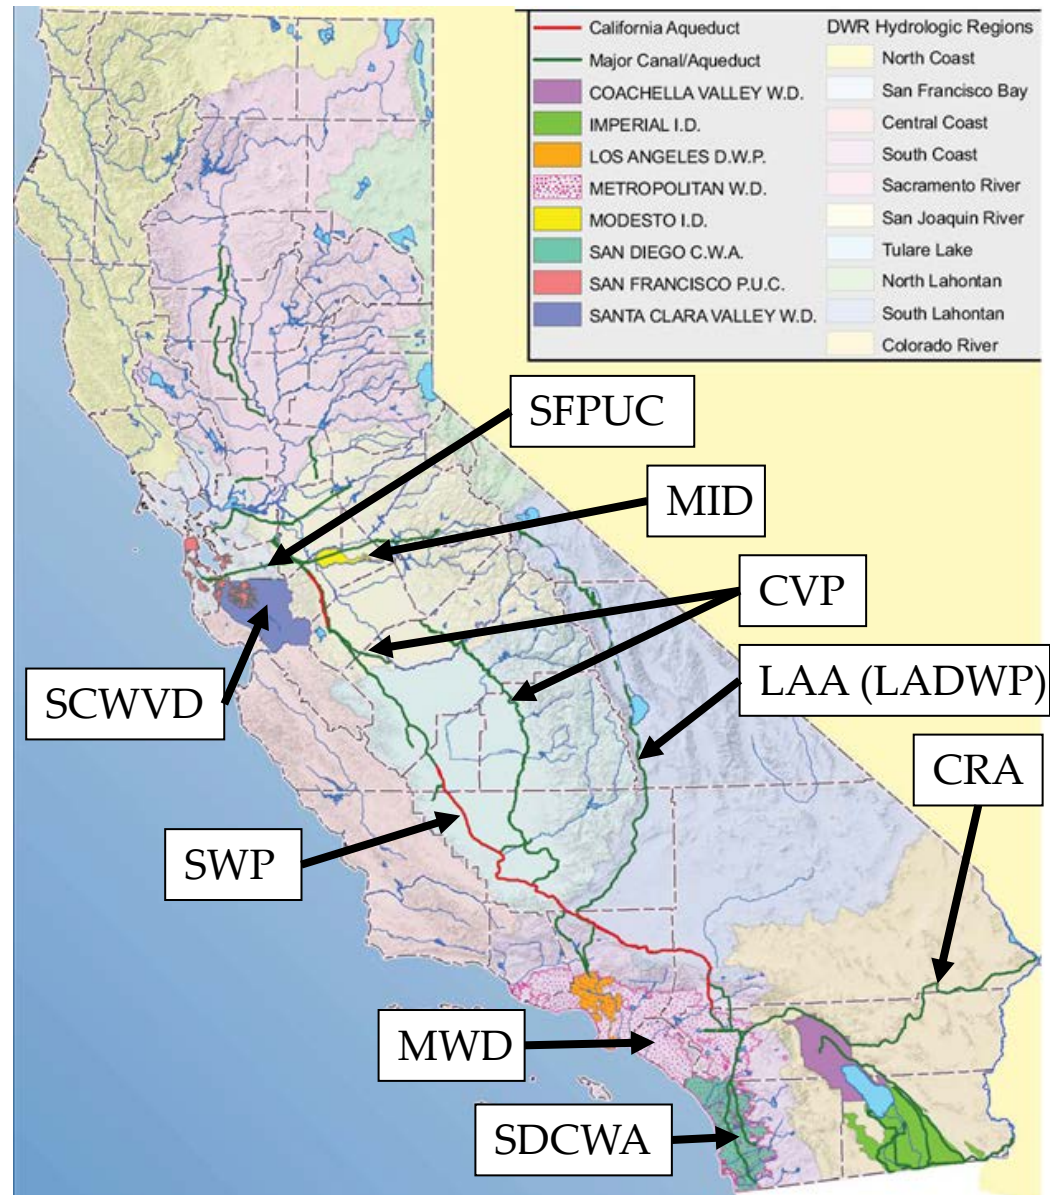 California Aqueduct
Major Canal/Aqueduct
COACHELLA VALLEY W.D.
IMPERIAL I.D.
LOS ANGELES D.W.P.
METROPOLITAN W.D.
MODESTO I.D.
SAN DIEGO C.W.A.
SAN FRANCISCO P.U.C.
SANTA CLARA VALLEY W.D.
DWR Hydrologic Regions
North Coast
San Francisco Bay
Central Coast
South Coast
Sacramento River
San Joaquin River
Tulare Lake
North Lahontan
South Lahontan
Colorado River
SFPUC
MID
CVP
SCWVD
LAA (LADWP)
CRA
SWP
MWD
SDCWA